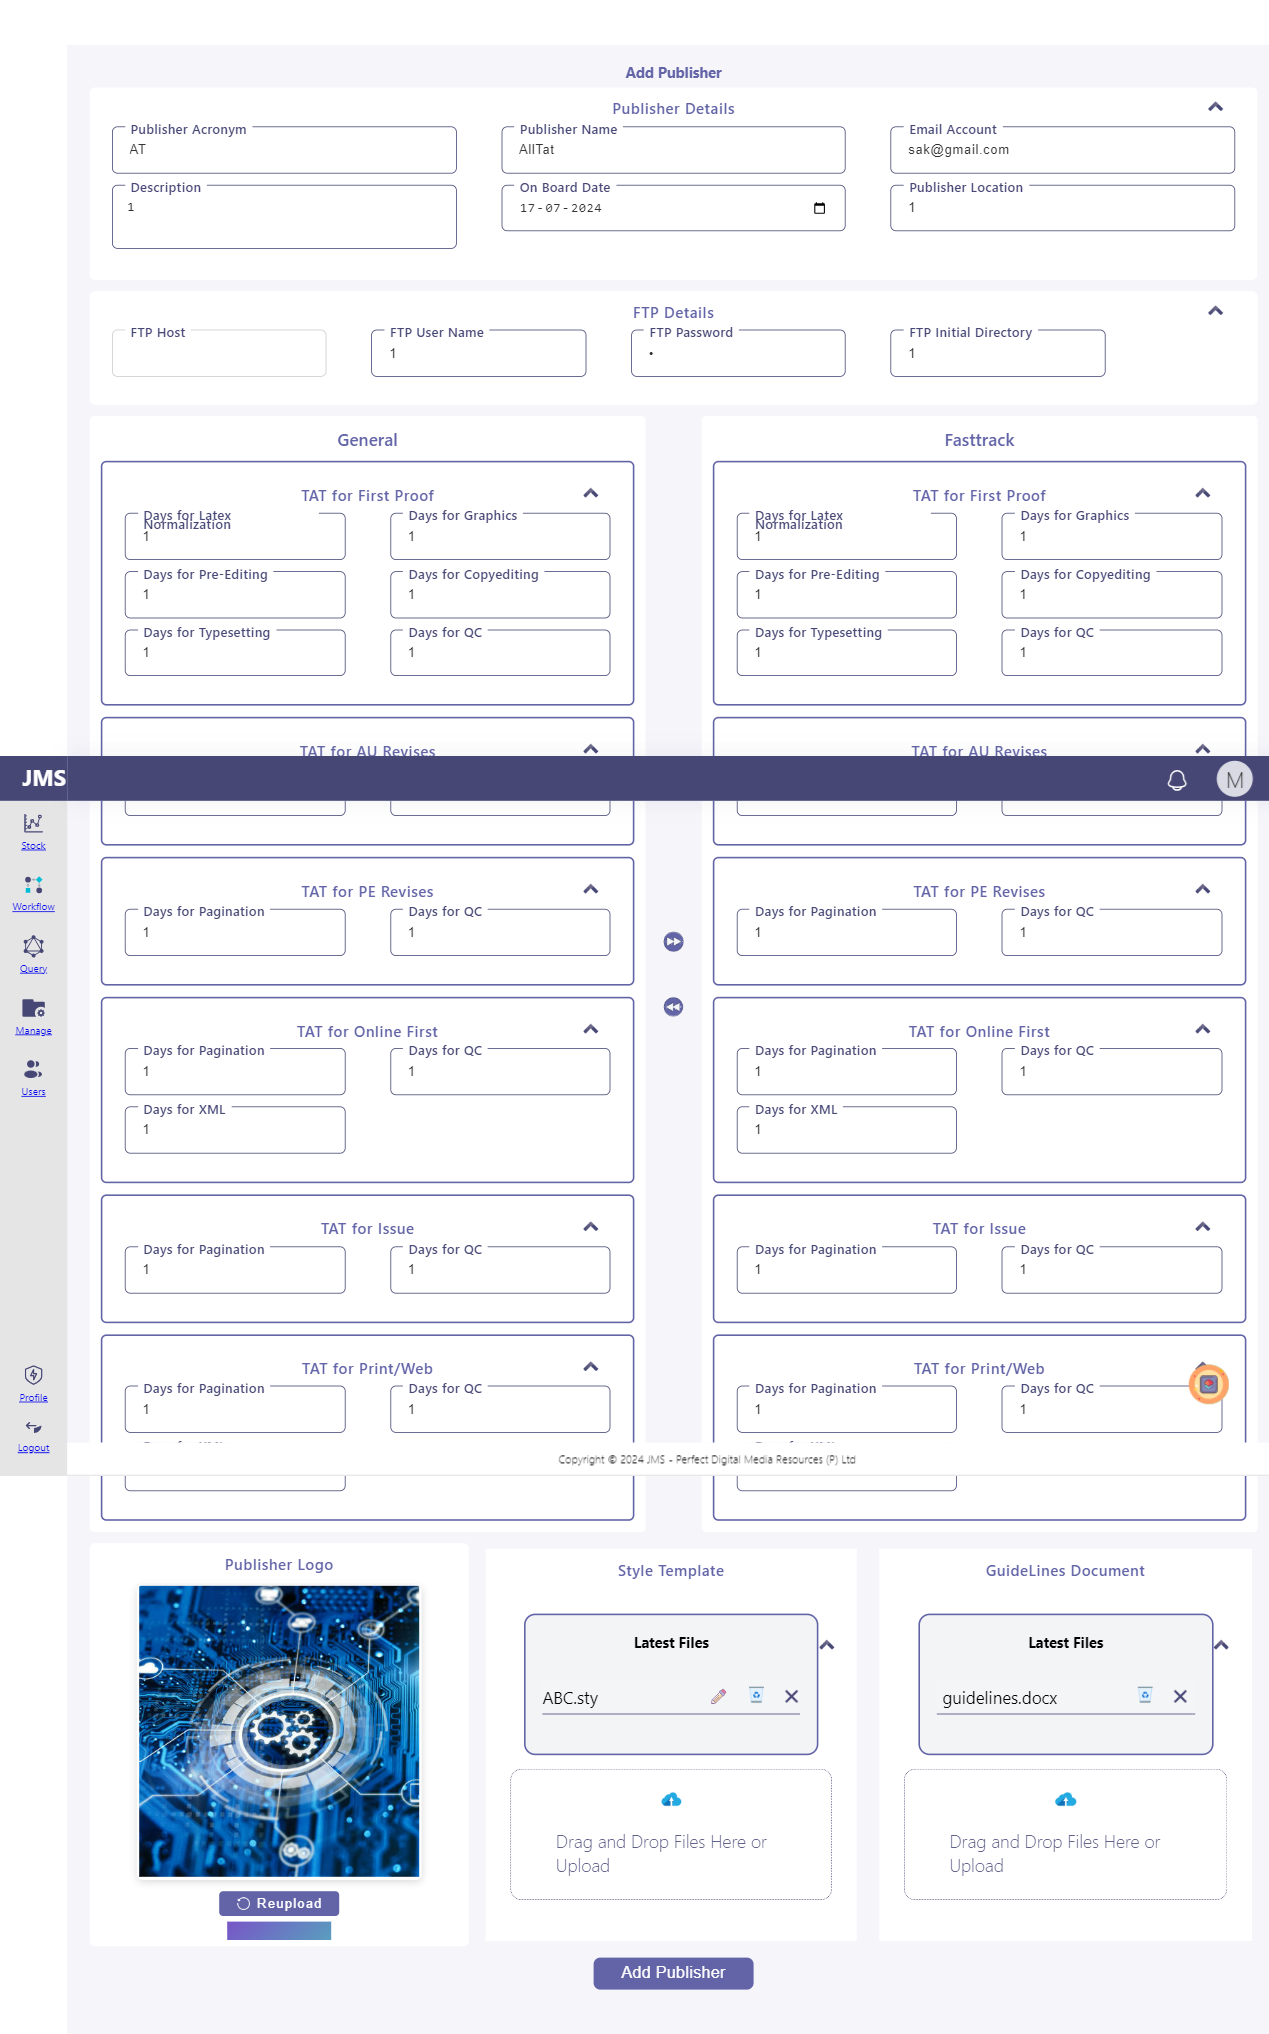 Add Publisher
Publisher Details
Publisher Acronym
AT
Publisher Name
AllTat
Email Account
sak@gmail.com
Description
1
On Board Date
17-07-2024
Publisher Location
1
FTP Details
FTP Host
FTP User Name
1
FTP Password
•
FTP Initial Directory
1
General
TAT for First Proof
Days for Latex
Normalization
1
Days for Graphics
1
Days for Pre-Editing
1
Days for Copyediting
1
Days for Typesetting
1
Days for QC
1
TAT for AU Revises
Fasttrack
TAT for First Proof
Days for Latex
Normalization
1
Days for Graphics
1
Days for Pre-Editing
1
Days for Copyediting
1
Days for Typesetting
1
Days for QC
1
TAT for AU Revises
JMS
M
Stock
Workflow
Query
Manage
Users
Profile
Logout
TAT for PE Revises
Days for Pagination
1
Days for QC
1
TAT for Online First
Days for Pagination
1
Days for QC
1
Days for XML
1
TAT for Issue
Days for Pagination
1
Days for QC
1
TAT for Print/Web
Days for Pagination
1
Days for QC
1
TAT for PE Revises
Days for Pagination
1
Days for QC
1
TAT for Online First
Days for Pagination
1
Days for QC
1
Days for XML
1
TAT for Issue
Days for Pagination
1
Days for QC
1
TAT for Print/Web
Days for Pagination
1
Days for QC
1
Copyright © 2024 JMS - Perfect Digital Media Resources (P) Ltd
Publisher Logo
Reupload
Style Template
Latest Files
ABC.sty
Drag and Drop Files Here or
Upload
GuideLines Document
Latest Files
guidelines.docx
Drag and Drop Files Here or
Upload
Add Publisher